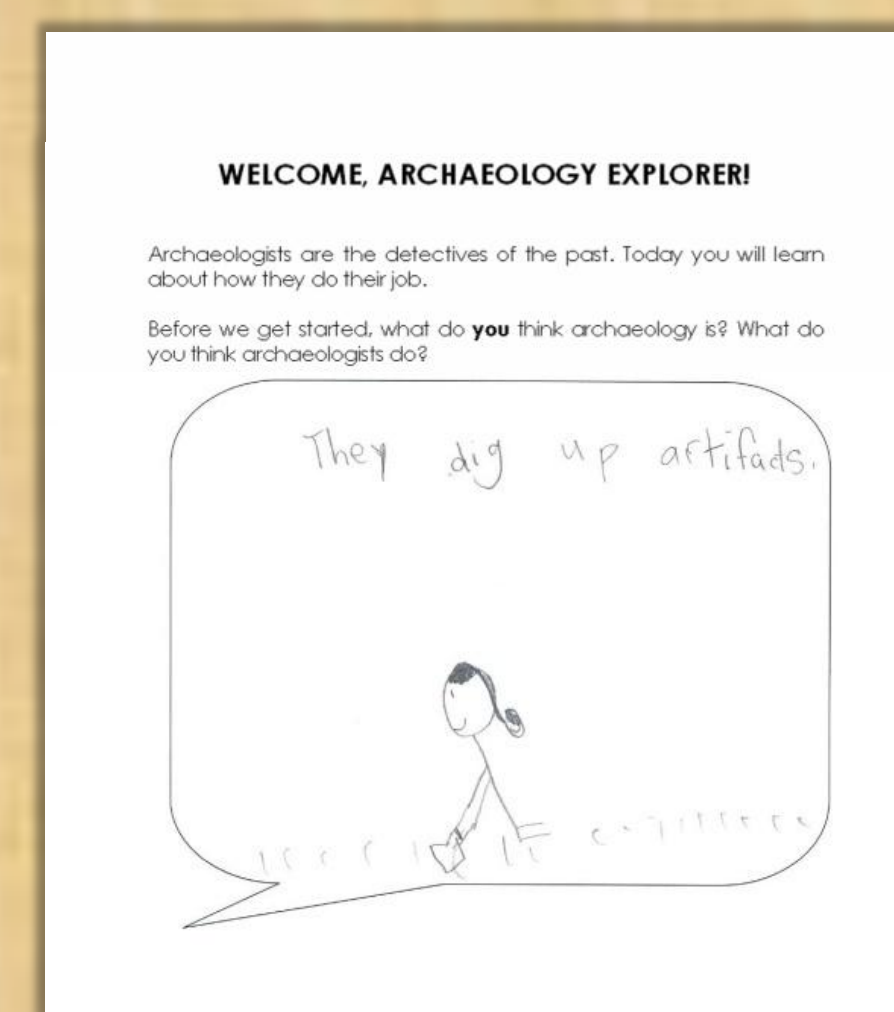 WELCOME, ARCHAEOLOGY EXPLORER!
Archaeologists are the detectives of the past. Today you will learn
about how they do their job.
Before we get started, what do you think archaeology is? What do
you think archaeologists do?
They dig up artifacts.